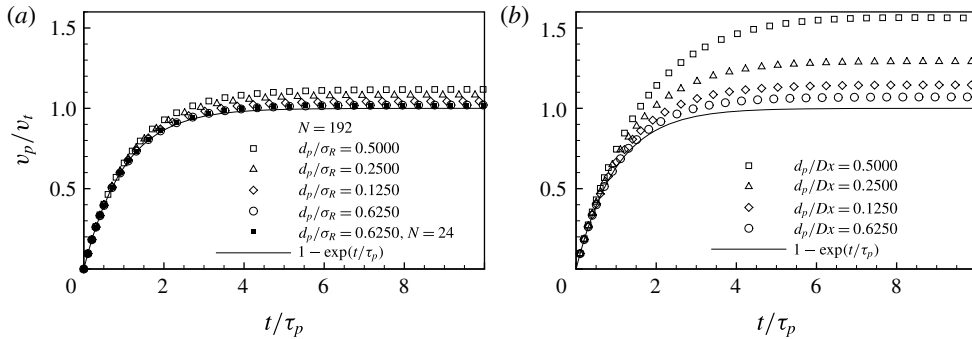 (a)
1.5
1.0
0.5
0
2
4
6
8
v_p/v_t
t/τ_p
N = 192
d_p/σ_R = 0.5000
d_p/σ_R = 0.2500
d_p/σ_R = 0.1250
d_p/σ_R = 0.6250
d_p/σ_R = 0.6250, N = 24
1 – exp(t/τ_p)
(b)
1.5
1.0
0.5
0
2
4
6
8
t/τ_p
d_p/Dx = 0.5000
d_p/Dx = 0.2500
d_p/Dx = 0.1250
d_p/Dx = 0.6250
1 – exp(t/τ_p)